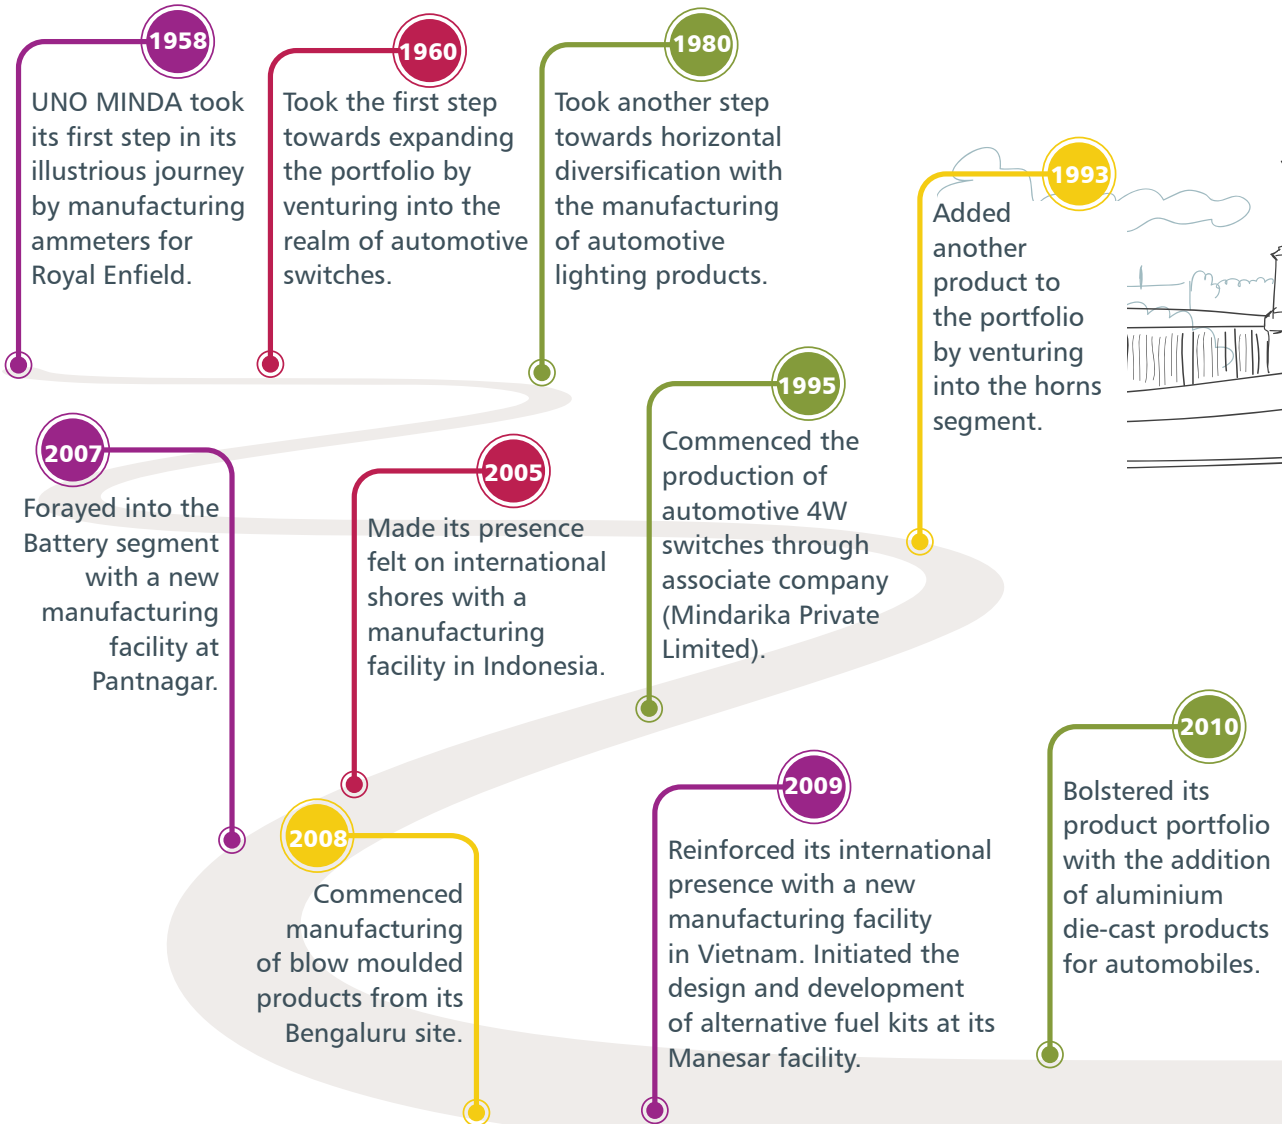 1958
UNO MINDA took
its first step in its
illustrious journey
by manufacturing
ammeters for
Royal Enfield.
1960
Took the first step
towards expanding
the portfolio by
venturing into the
realm of automotive
switches.
1980
Took another step
towards horizontal
diversification with
the manufacturing
of automotive
lighting products.
1993
Added
another
product to
the portfolio
by venturing
into the horns
segment.
1995
Commenced the
production of
automotive 4W
switches through
associate company
(Mindarika Private
Limited).
2005
Made its presence
felt on international
shores with a
manufacturing
facility in Indonesia.
2007
Forayed into the
Battery segment
with a new
manufacturing
facility at
Pantnagar.
2008
Commenced
manufacturing
of blow moulded
products from its
Bengaluru site.
2009
Reinforced its international
presence with a new
manufacturing facility
in Vietnam. Initiated the
design and development
of alternative fuel kits at its
Manesar facility.
2010
Bolstered its
product portfolio
with the addition
of aluminium
die-cast products
for automobiles.